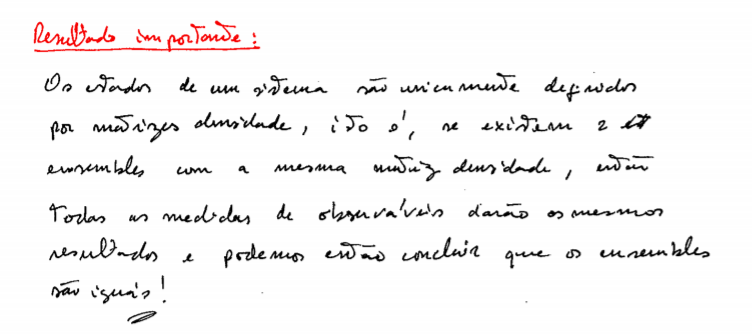 Resultado importante:
Os estados de um sistema são unicamente definidos
por matrizes densidade, isto é, se existem 2
ensembles com a mesma matriz densidade, então
todas as medidas de observáveis darão os mesmos
resultados e podemos então concluir que os ensembles
são iguais!